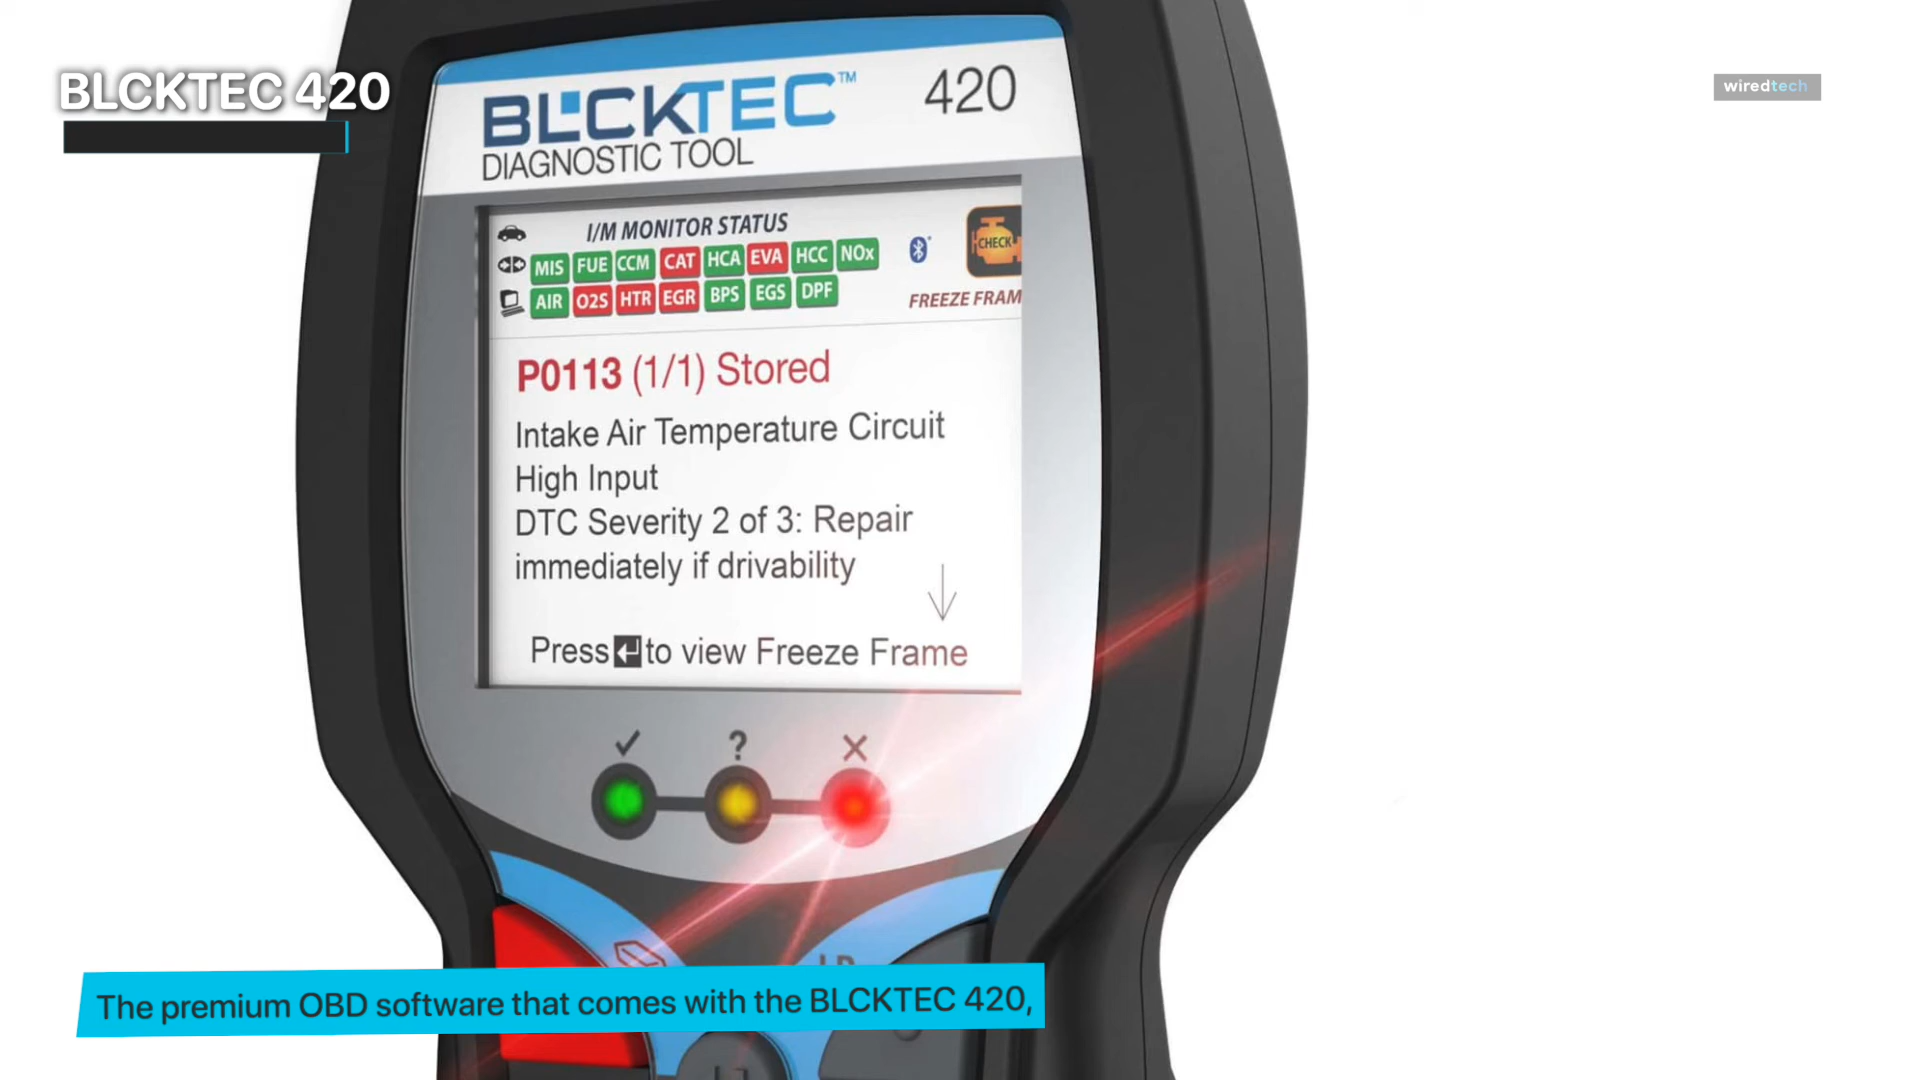 BLCKTEC 420
wiredtech
BLCKTEC™ 420
DIAGNOSTIC TOOL
I/M MONITOR STATUS
MIS FUE CCM CAT HCA EVA HCC NOx
AIR O2S HTR EGR BPS EGS DPF
CHECK
FREEZE FRAM
P0113 (1/1) Stored
Intake Air Temperature Circuit
High Input
DTC Severity 2 of 3: Repair
immediately if drivability
Press to view Freeze Frame
The premium OBD software that comes with the BLCKTEC 420,